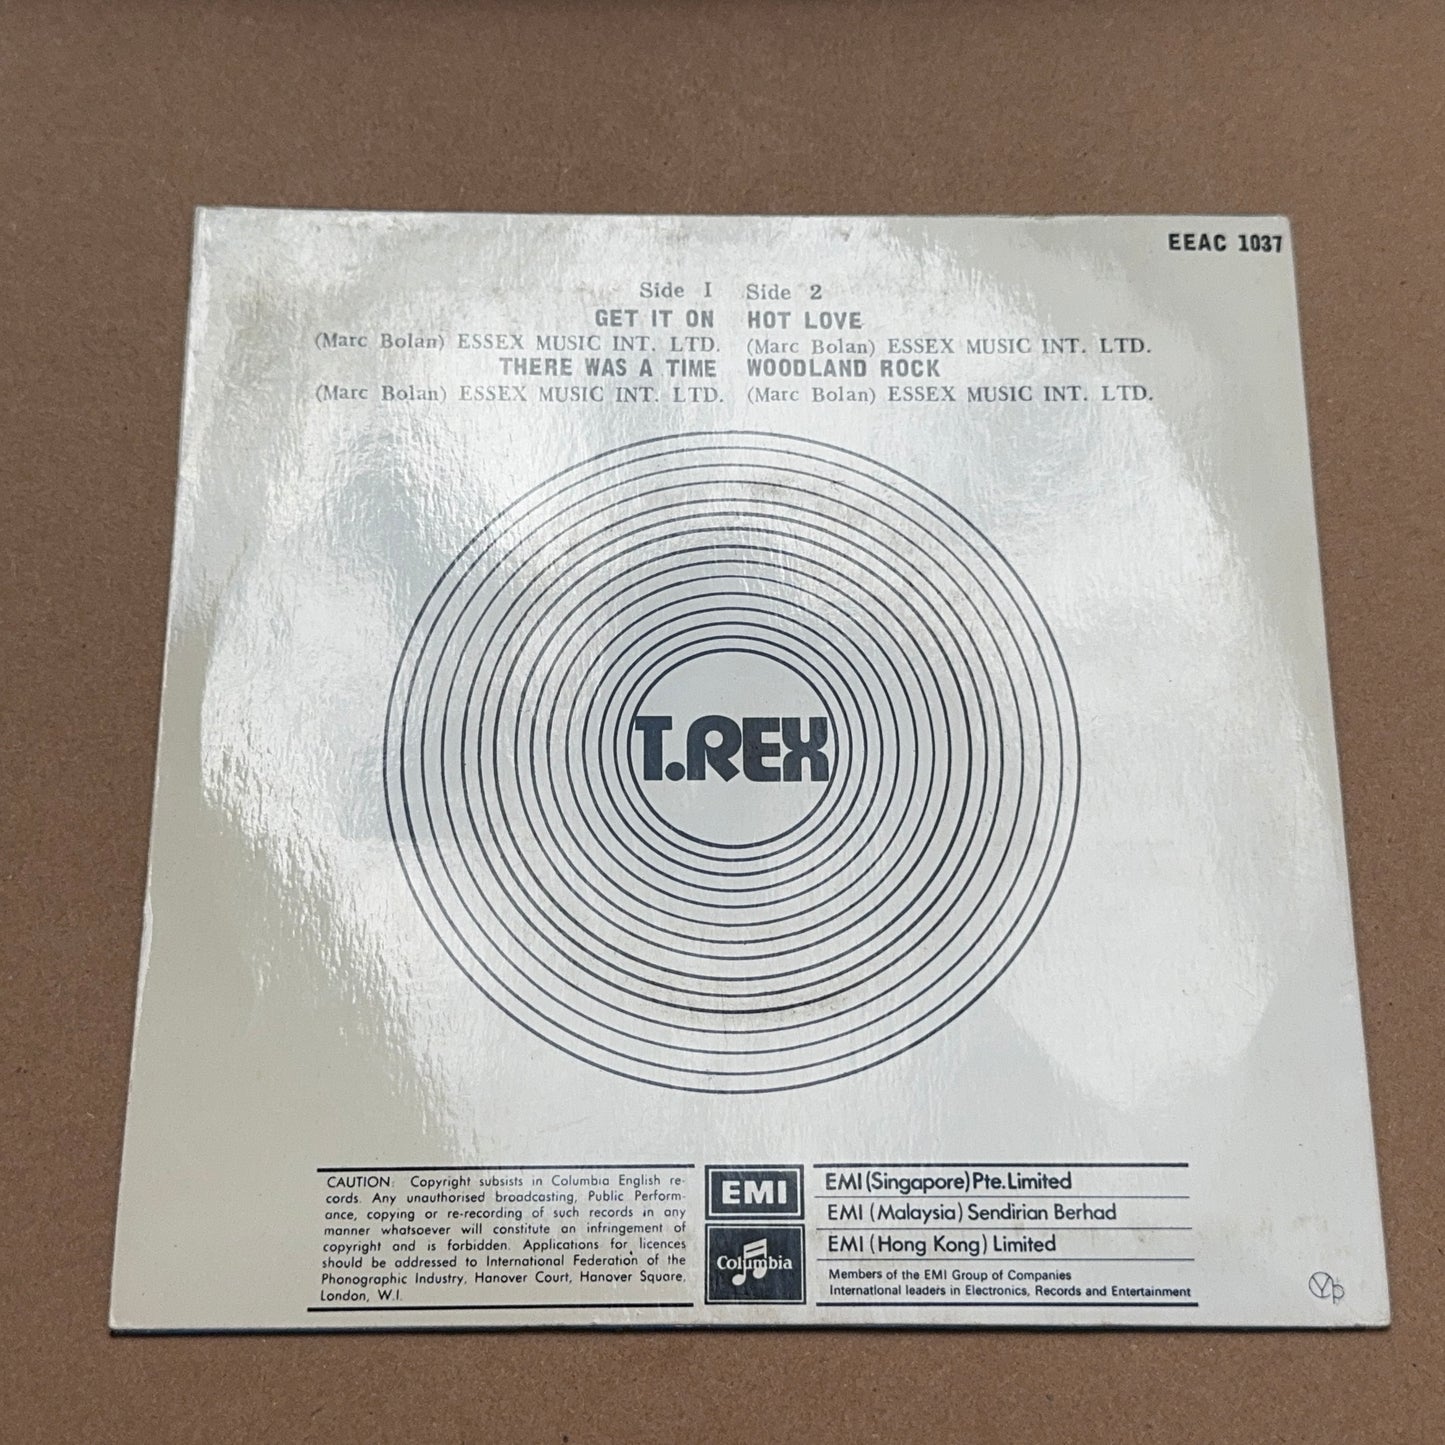 EEAC 1037
Side 1 Side 2
GET IT ON HOT LOVE
(Marc Bolan) ESSEX MUSIC INT. LTD. (Marc Bolan) ESSEX MUSIC INT. LTD.
THERE WAS A TIME WOODLAND ROCK
(Marc Bolan) ESSEX MUSIC INT. LTD. (Marc Bolan) ESSEX MUSIC INT. LTD.
T.REX
CAUTION: Copyright subsists in Columbia English re-
cords. Any unauthorised broadcasting, Public Perform-
ance, copying or re-recording of such records in any
manner whatsoever will constitute an infringement of
copyright and is forbidden. Applications for licences
should be addressed to International Federation of the
Phonographic Industry, Hanover Court, Hanover Square,
London, W.I.
EMI
Columbia
EMI (Singapore) Pte. Limited
EMI (Malaysia) Sendirian Berhad
EMI (Hong Kong) Limited
Members of the EMI Group of Companies
International leaders in Electronics, Records and Entertainment